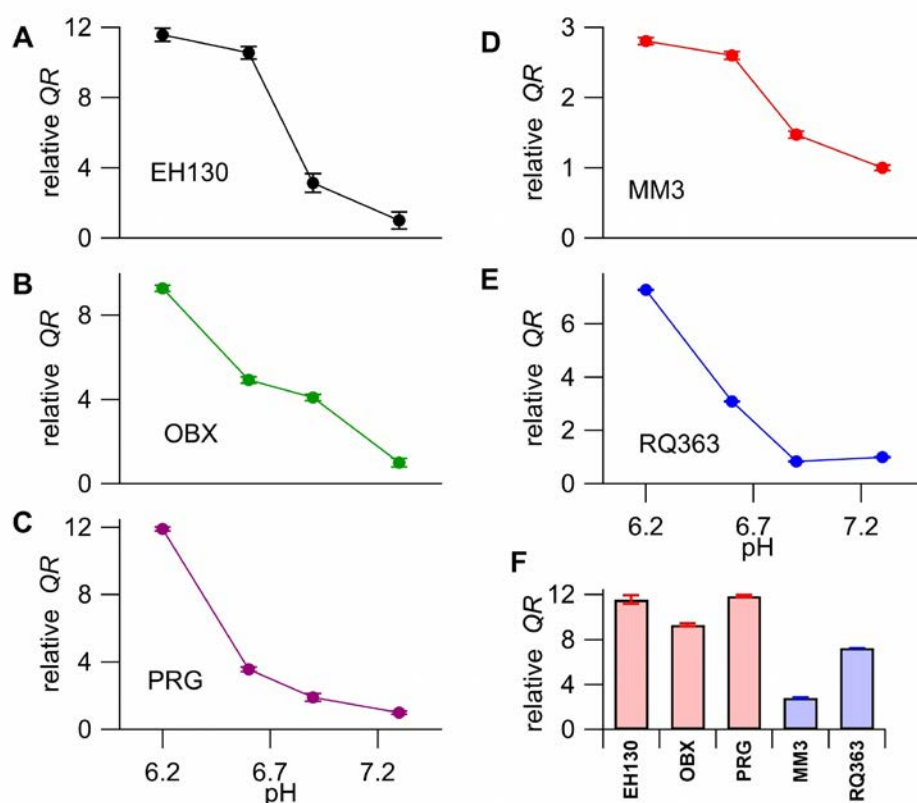 A
relative QR
12
8
4
0
EH130
B
relative QR
8
4
0
OBX
C
relative QR
12
8
4
0
PRG
6.2 6.7 7.2
pH
D
relative QR
3
2
1
0
MM3
E
relative QR
6
4
2
0
RQ363
6.2 6.7 7.2
pH
F
relative QR
12
8
4
0
EH130 OBX PRG MM3 RQ363